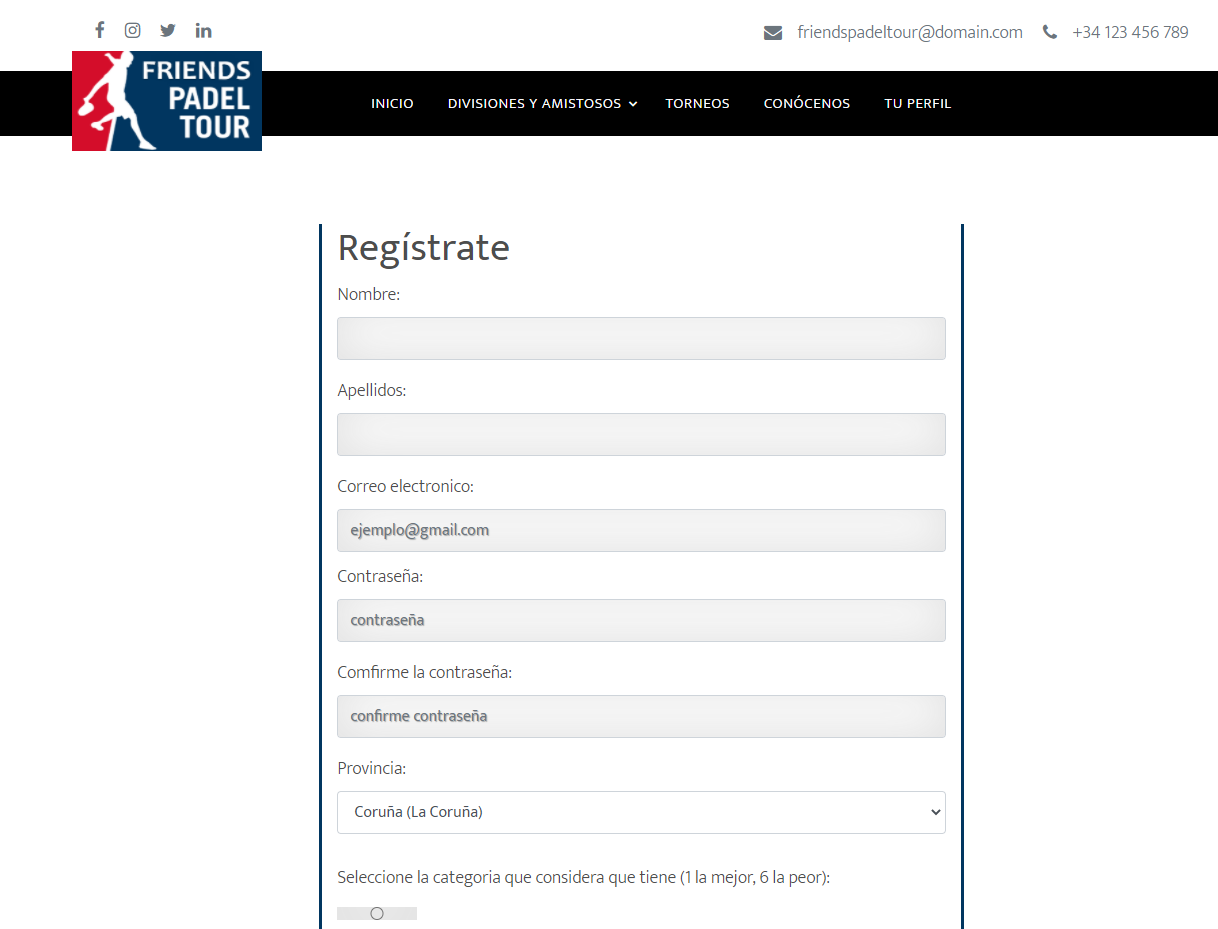 friendspadeltour@domain.com +34 123 456 789
FRIENDS
PADEL
TOUR
INICIO DIVISIONES Y AMISTOSOS TORNEOS CONÓCENOS TU PERFIL
Regístrate
Nombre:
Apellidos:
Correo electronico:
ejemplo@gmail.com
Contraseña:
contraseña
Comfirme la contraseña:
confirme contraseña
Provincia:
Coruña (La Coruña)
Seleccione la categoria que considera que tiene (1 la mejor, 6 la peor):